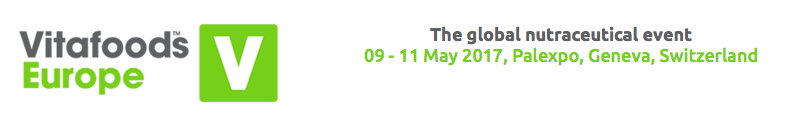 Vitafoods™
Europe
V
The global nutraceutical event
09 - 11 May 2017, Palexpo, Geneva, Switzerland